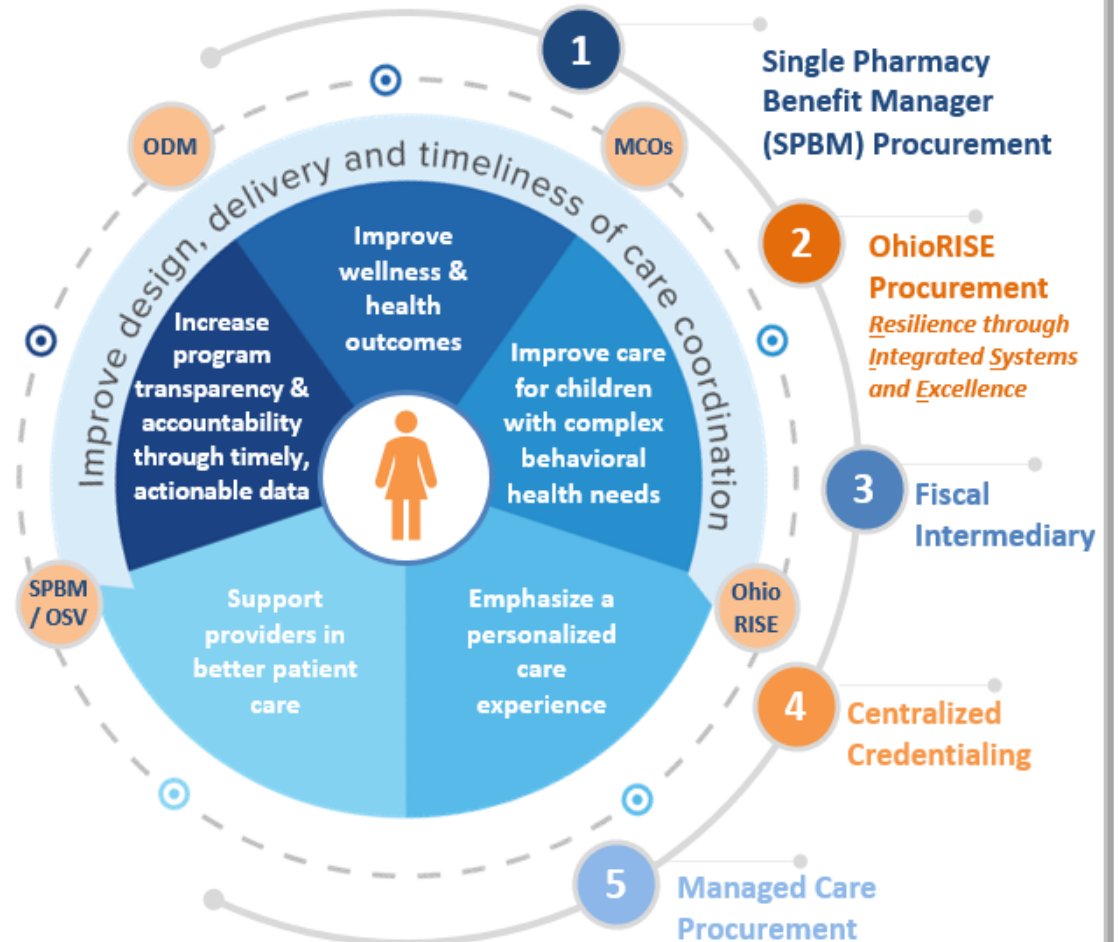 1
Single Pharmacy
Benefit Manager
(SPBM) Procurement
ODM
MCOs
Improve design, delivery and timeliness of care coordination
2
OhioRISE
Procurement
Resilience through
Integrated Systems
and Excellence
Improve
wellness &
health
outcomes
Increase
program
transparency &
accountability
through timely,
actionable data
Improve care
for children
with complex
behavioral
health needs
3
Fiscal
Intermediary
SPBM
/ OSV
Support
providers in
better patient
care
Emphasize a
personalized
care
experience
Ohio
RISE
4
Centralized
Credentialing
5
Managed Care
Procurement